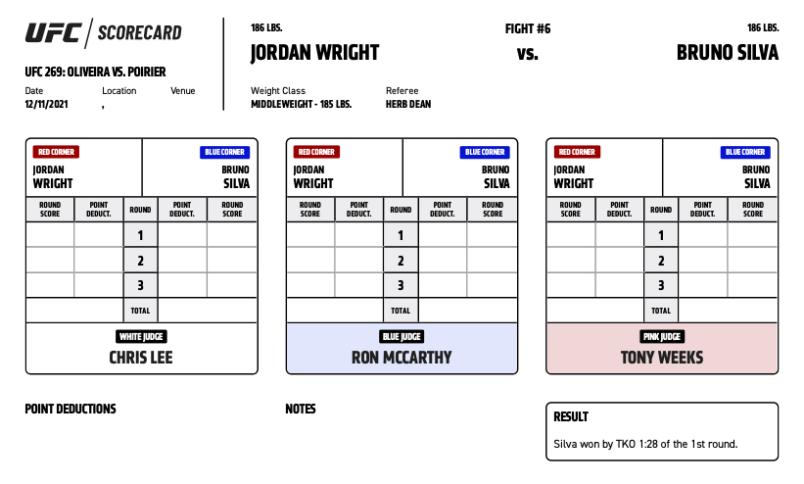 UFC / SCORECARD
UFC 269: OLIVEIRA VS. POIRIER
Date Location Venue
12/11/2021 ,
186 LBS. FIGHT #6 186 LBS.
JORDAN WRIGHT VS. BRUNO SILVA
Weight Class Referee
MIDDLEWEIGHT - 185 LBS. HERB DEAN
RED CORNER BLUE CORNER
JORDAN BRUNO
WRIGHT SILVA
ROUND SCORE POINT DEDUCT. ROUND POINT DEDUCT. ROUND SCORE
1
2
3
TOTAL
WHITE JUDGE
CHRIS LEE
RED CORNER BLUE CORNER
JORDAN BRUNO
WRIGHT SILVA
ROUND SCORE POINT DEDUCT. ROUND POINT DEDUCT. ROUND SCORE
1
2
3
TOTAL
BLUE JUDGE
RON MCCARTHY
RED CORNER BLUE CORNER
JORDAN BRUNO
WRIGHT SILVA
ROUND SCORE POINT DEDUCT. ROUND POINT DEDUCT. ROUND SCORE
1
2
3
TOTAL
PINK JUDGE
TONY WEEKS
POINT DEDUCTIONS
NOTES
RESULT
Silva won by TKO 1:28 of the 1st round.